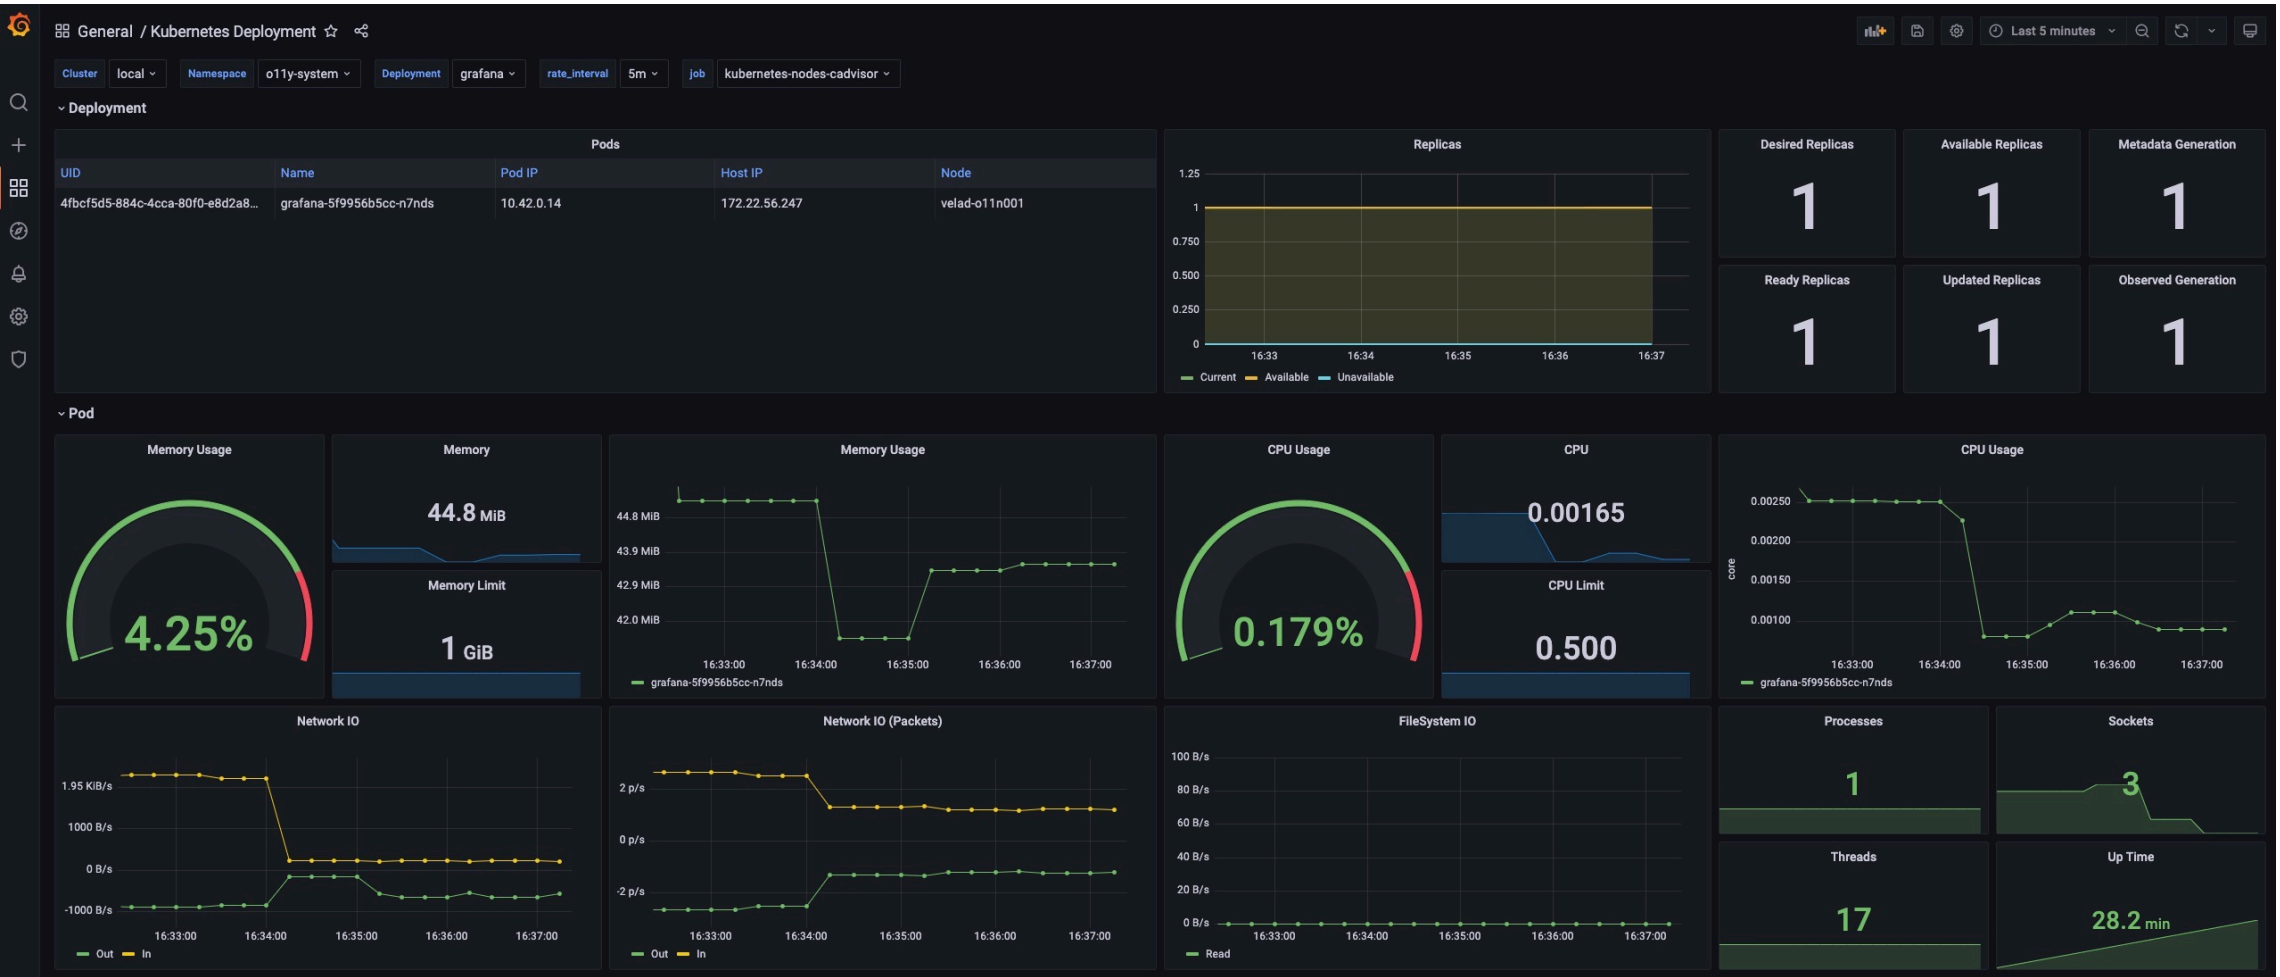 General / Kubernetes Deployment
Last 5 minutes
Cluster local Namespace o11y-system Deployment grafana rate_interval 5m job kubernetes-nodes-cadvisor
Deployment
Pods
UID Name Pod IP Host IP Node
4fbcf5d5-884c-4cca-80f0-e8d2a8... grafana-5f9956b5cc-n7nds 10.42.0.14 172.22.56.247 velad-o11n001
Replicas
1.25
1
0.750
0.500
0.250
0
16:33 16:34 16:35 16:36 16:37
Current Available Unavailable
Desired Replicas
1
Available Replicas
1
Metadata Generation
1
Ready Replicas
1
Updated Replicas
1
Observed Generation
1
Pod
Memory Usage
4.25%
Memory
44.8 MiB
Memory Limit
1 GiB
Memory Usage
44.8 MiB
43.9 MiB
42.9 MiB
42.0 MiB
16:33:00 16:34:00 16:35:00 16:36:00 16:37:00
grafana-5f9956b5cc-n7nds
CPU Usage
0.179%
CPU
0.00165
CPU Limit
0.500
CPU Usage
core
0.00250
0.00200
0.00150
0.00100
16:33:00 16:34:00 16:35:00 16:36:00 16:37:00
grafana-5f9956b5cc-n7nds
Network IO
1.95 KiB/s
1000 B/s
0 B/s
-1000 B/s
16:33:00 16:34:00 16:35:00 16:36:00 16:37:00
Out In
Network IO (Packets)
2 p/s
0 p/s
-2 p/s
16:33:00 16:34:00 16:35:00 16:36:00 16:37:00
Out In
FileSystem IO
100 B/s
80 B/s
60 B/s
40 B/s
20 B/s
0 B/s
16:33:00 16:34:00 16:35:00 16:36:00 16:37:00
Read
Processes
1
Sockets
3
Threads
17
Up Time
28.2 min